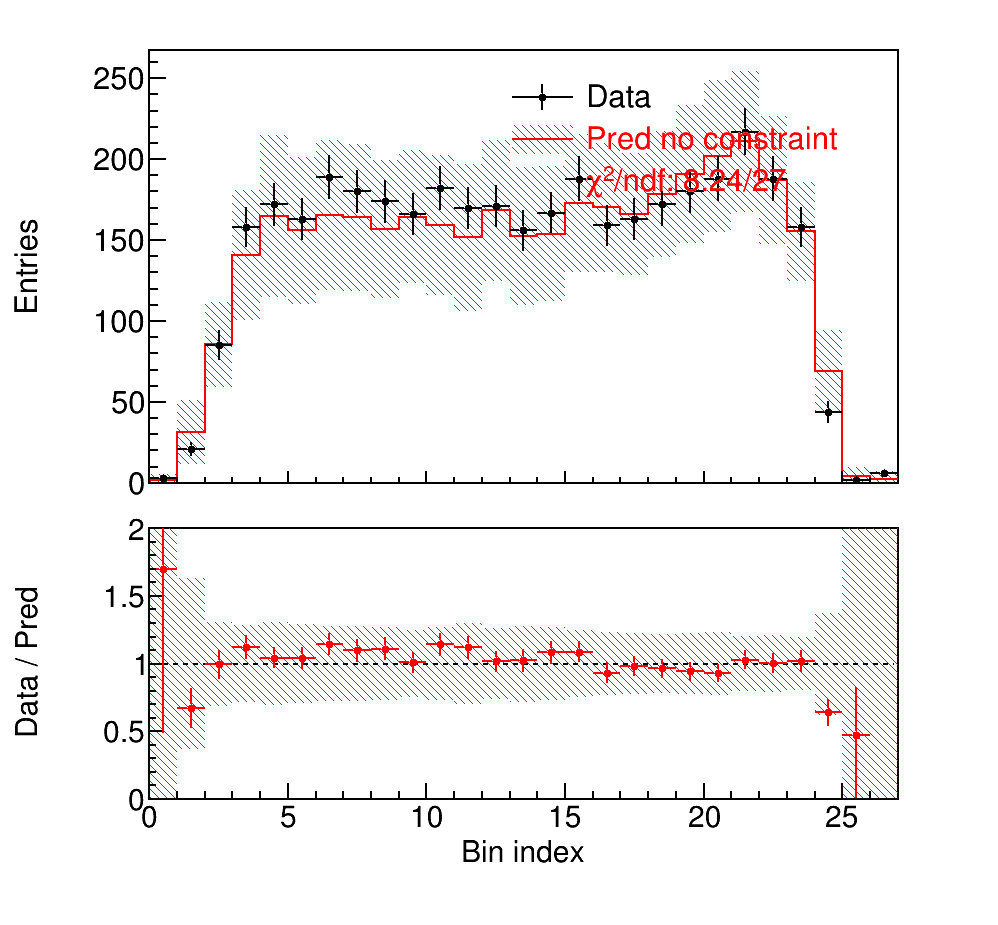 Entries
250
200
150
100
50
0
Data
Pred no constraint
χ²/ndf: 8.24/27
Data / Pred
2
1.5
1
0.5
0
0 5 10 15 20 25
Bin index